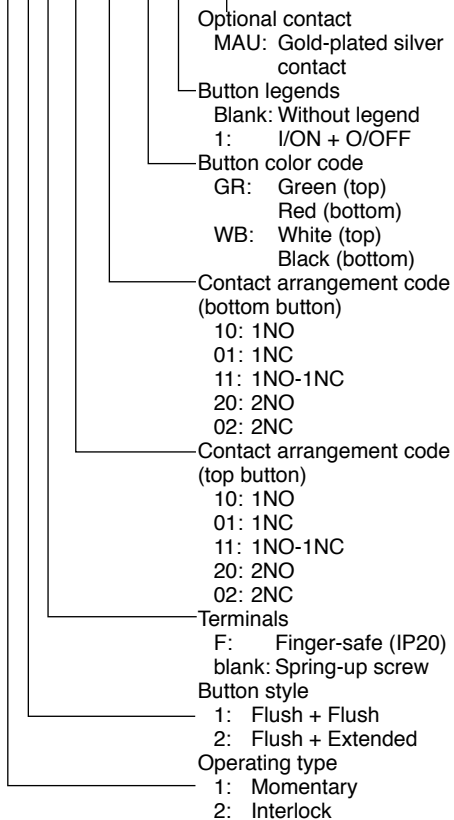 Optional contact
MAU: Gold-plated silver
contact
Button legends
Blank: Without legend
1: I/ON + O/OFF
Button color code
GR: Green (top)
Red (bottom)
WB: White (top)
Black (bottom)
Contact arrangement code
(bottom button)
10: 1NO
01: 1NC
11: 1NO-1NC
20: 2NO
02: 2NC
Contact arrangement code
(top button)
10: 1NO
01: 1NC
11: 1NO-1NC
20: 2NO
02: 2NC
Terminals
F: Finger-safe (IP20)
blank: Spring-up screw
Button style
1: Flush + Flush
2: Flush + Extended
Operating type
1: Momentary
2: Interlock